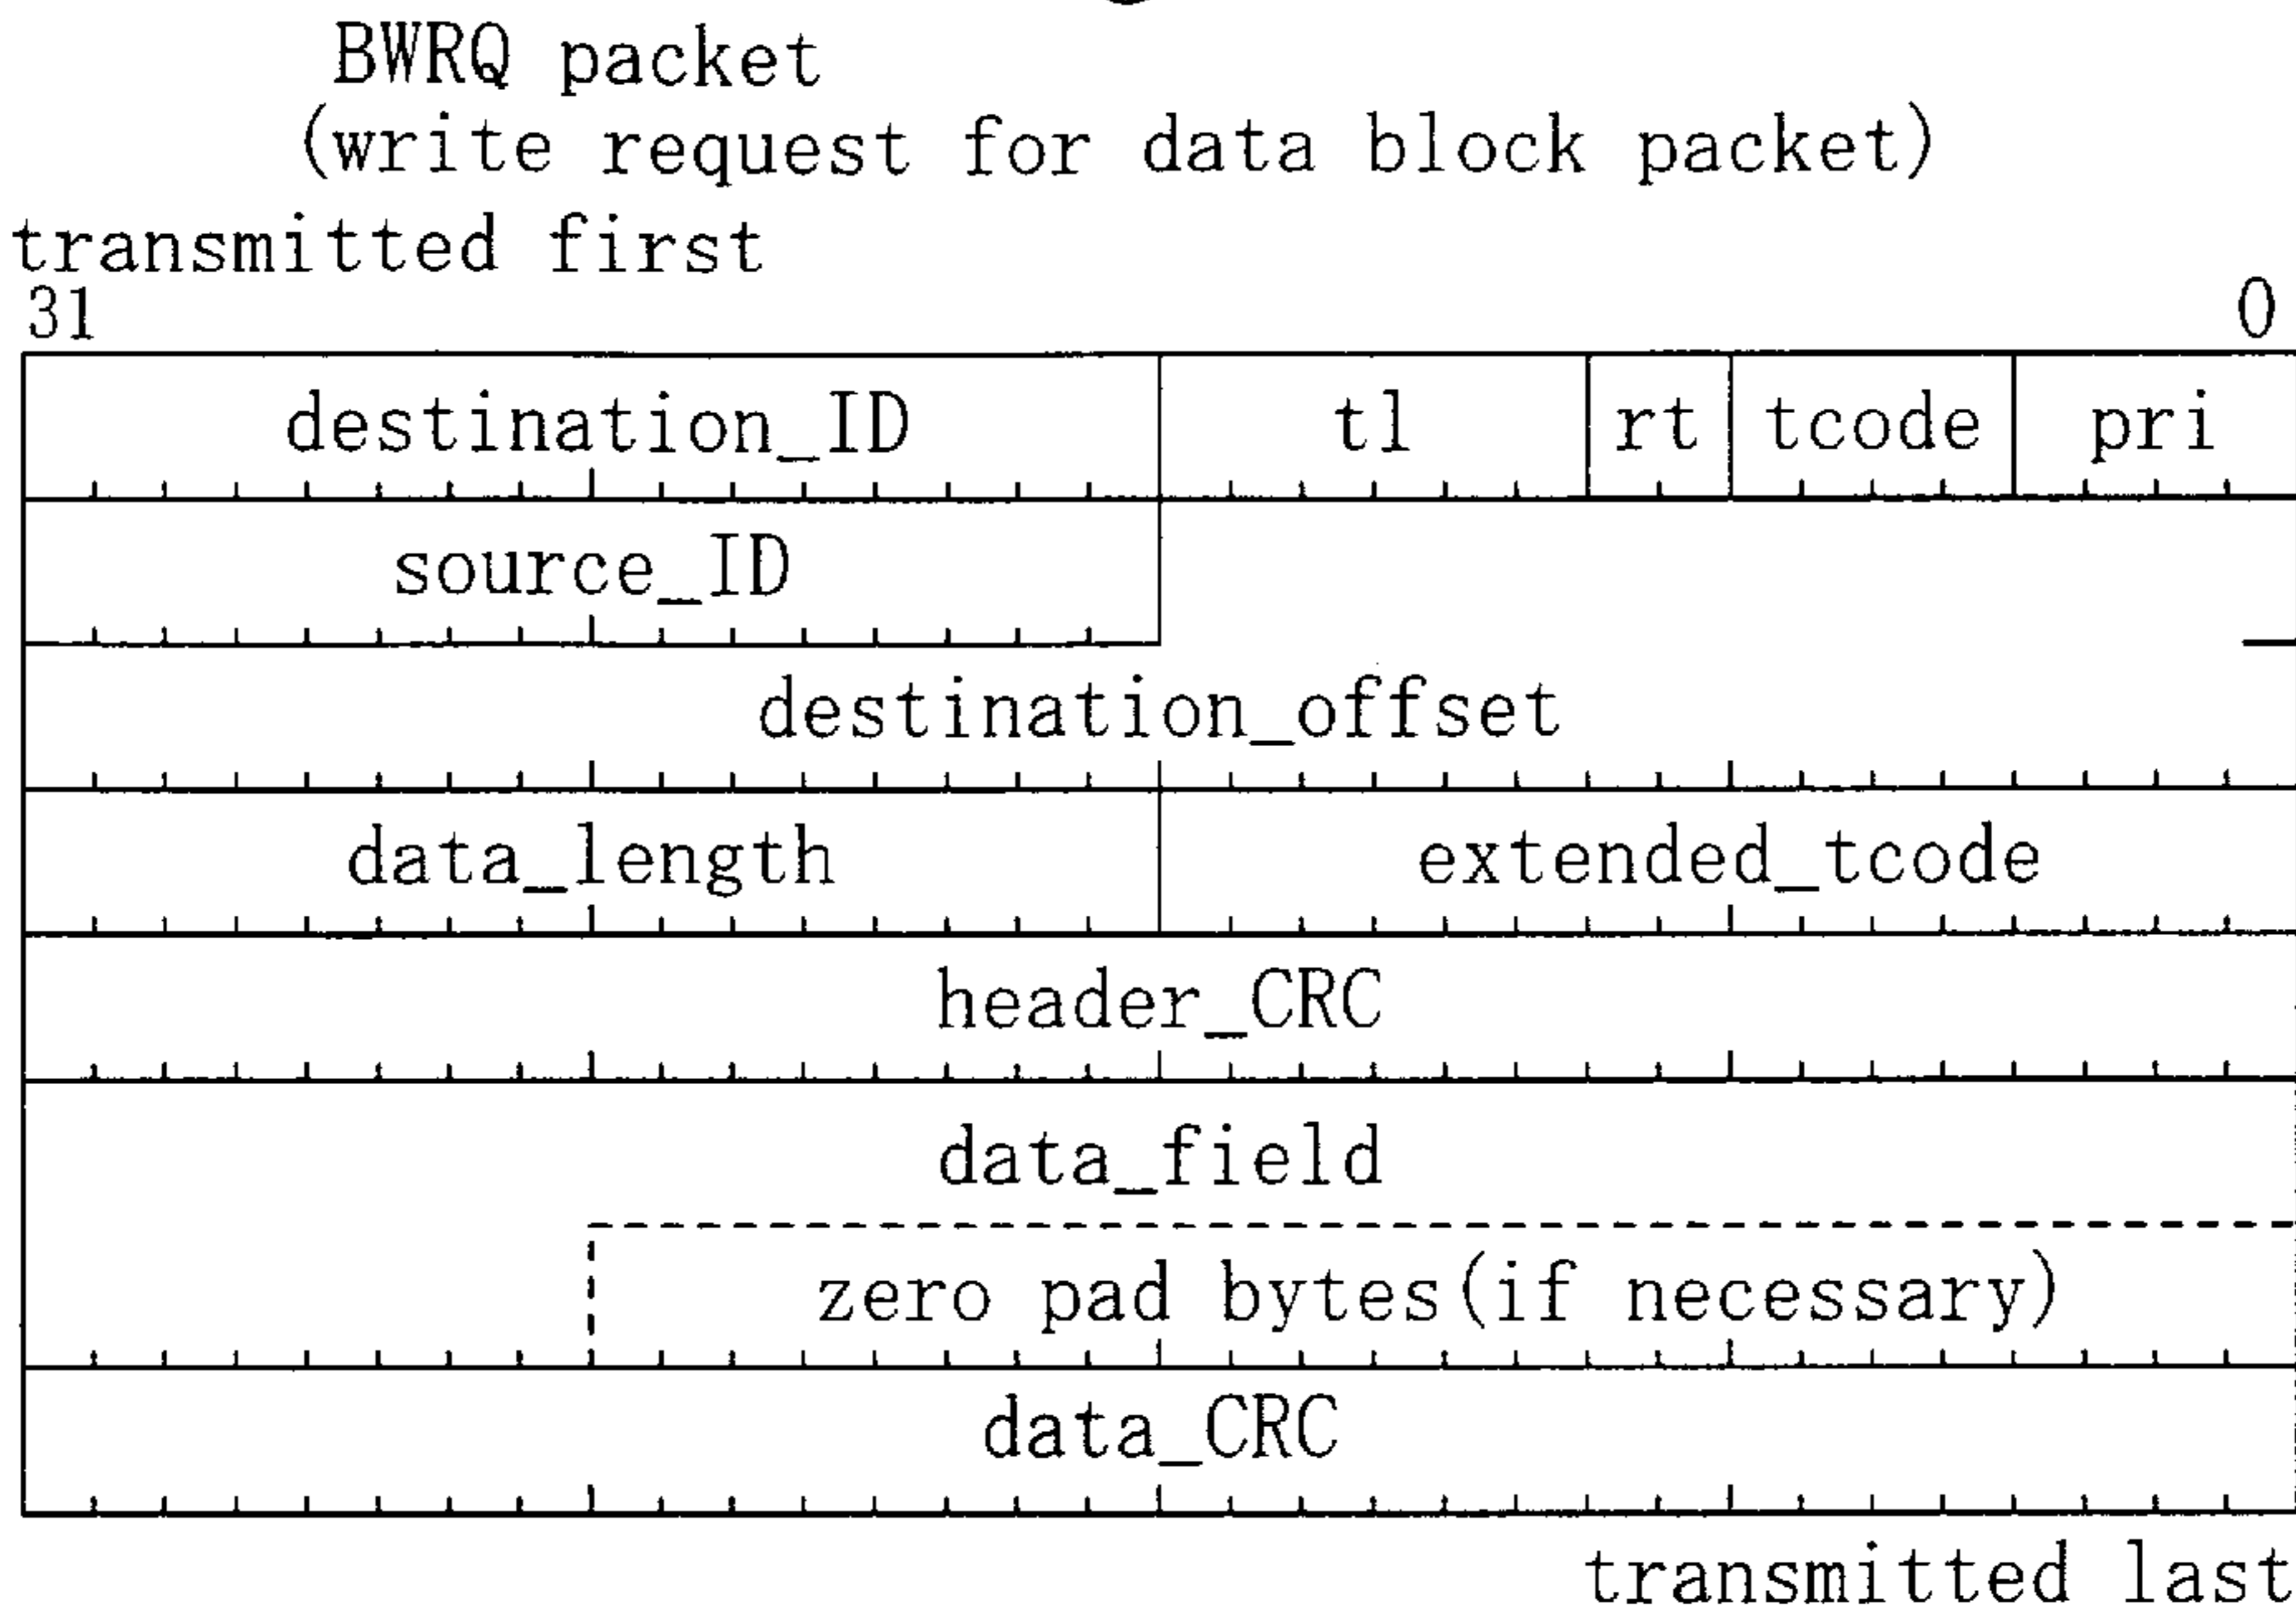 BWRQ packet
(write request for data block packet)
transmitted first
31 0
destination_ID tl rt tcode pri
source_ID
destination_offset
data_length extended_tcode
header_CRC
data_field
zero pad bytes(if necessary)
data_CRC
transmitted last